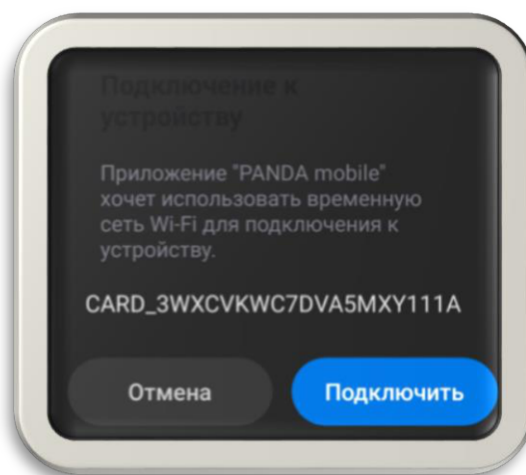 Подключение к
устройству
Приложение "PANDA mobile"
хочет использовать временную
сеть Wi-Fi для подключения к
устройству.
CARD_3WXCVKWC7DVA5MXY111A
Отмена
Подключить